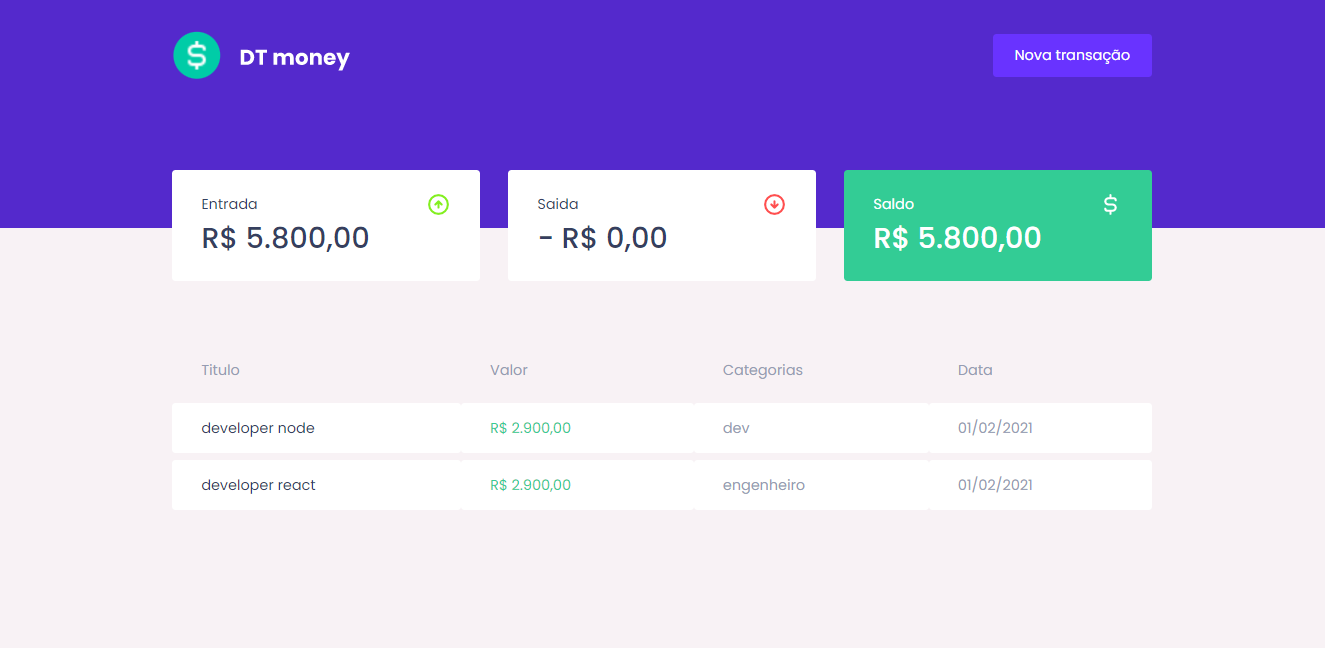 $ DT money
Nova transação
Entrada
R$ 5.800,00
Saida
- R$ 0,00
Saldo $
R$ 5.800,00
Titulo Valor Categorias Data
developer node R$ 2.900,00 dev 01/02/2021
developer react R$ 2.900,00 engenheiro 01/02/2021